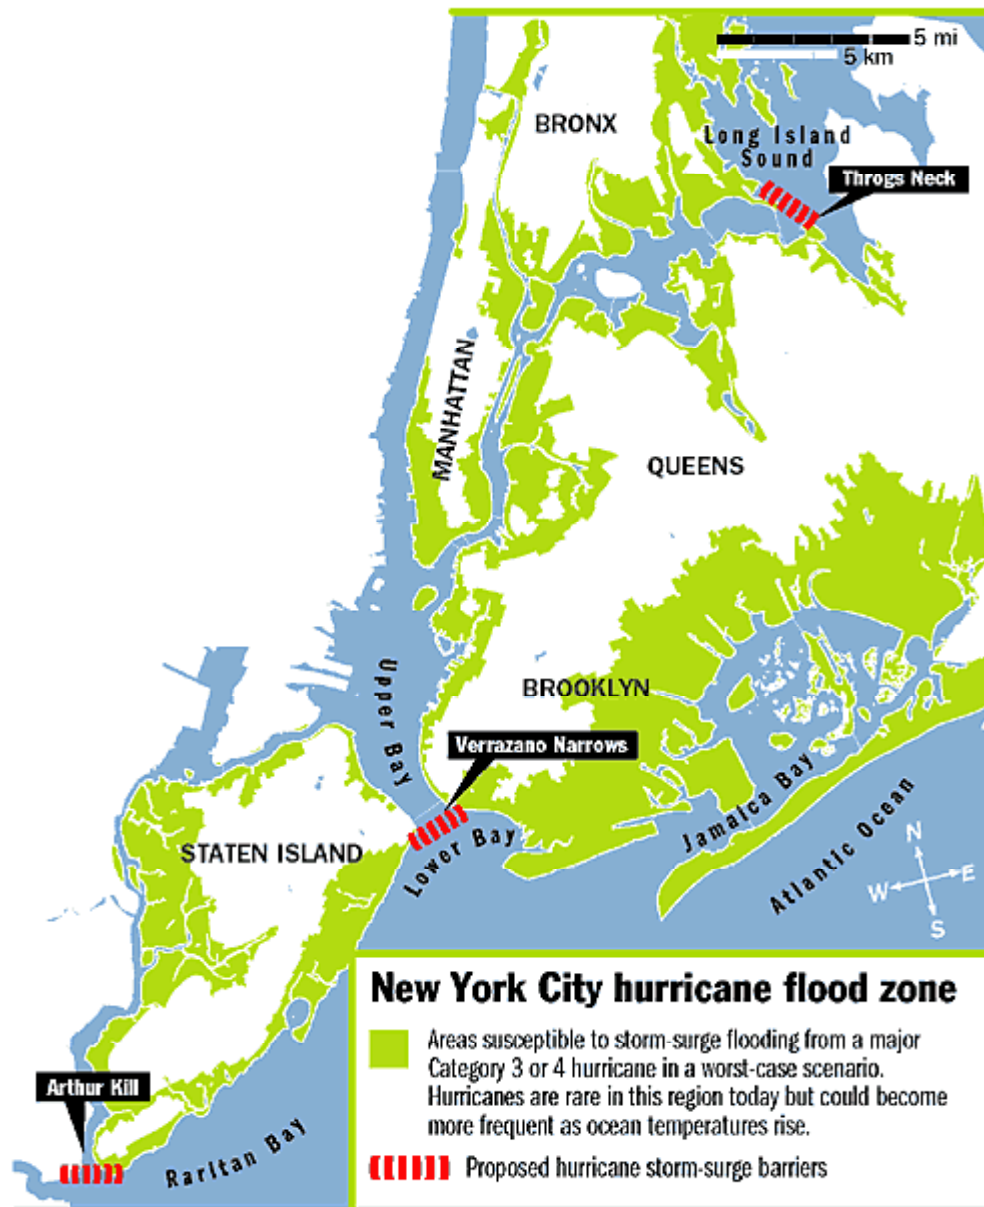 5 mi
5 km
BRONX
Long Island
Sound
Throgs Neck
MANHATTAN
QUEENS
Upper Bay
BROOKLYN
Verrazano Narrows
Jamaica Bay
Lower Bay
STATEN ISLAND
Atlantic Ocean
N
W
E
S
New York City hurricane flood zone
Areas susceptible to storm-surge flooding from a major
Category 3 or 4 hurricane in a worst-case scenario.
Hurricanes are rare in this region today but could become
more frequent as ocean temperatures rise.
Proposed hurricane storm-surge barriers
Arthur Kill
Raritan Bay